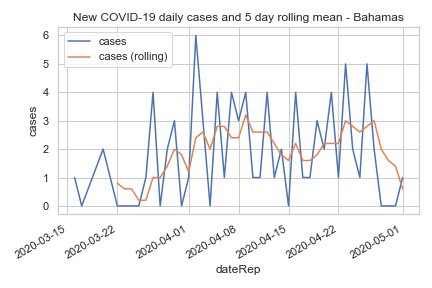 New COVID-19 daily cases and 5 day rolling mean - Bahamas
cases
cases (rolling)
6
5
4
3
2
1
0
cases
2020-03-15
2020-03-22
2020-04-01
2020-04-08
2020-04-15
2020-04-22
2020-05-01
dateRep